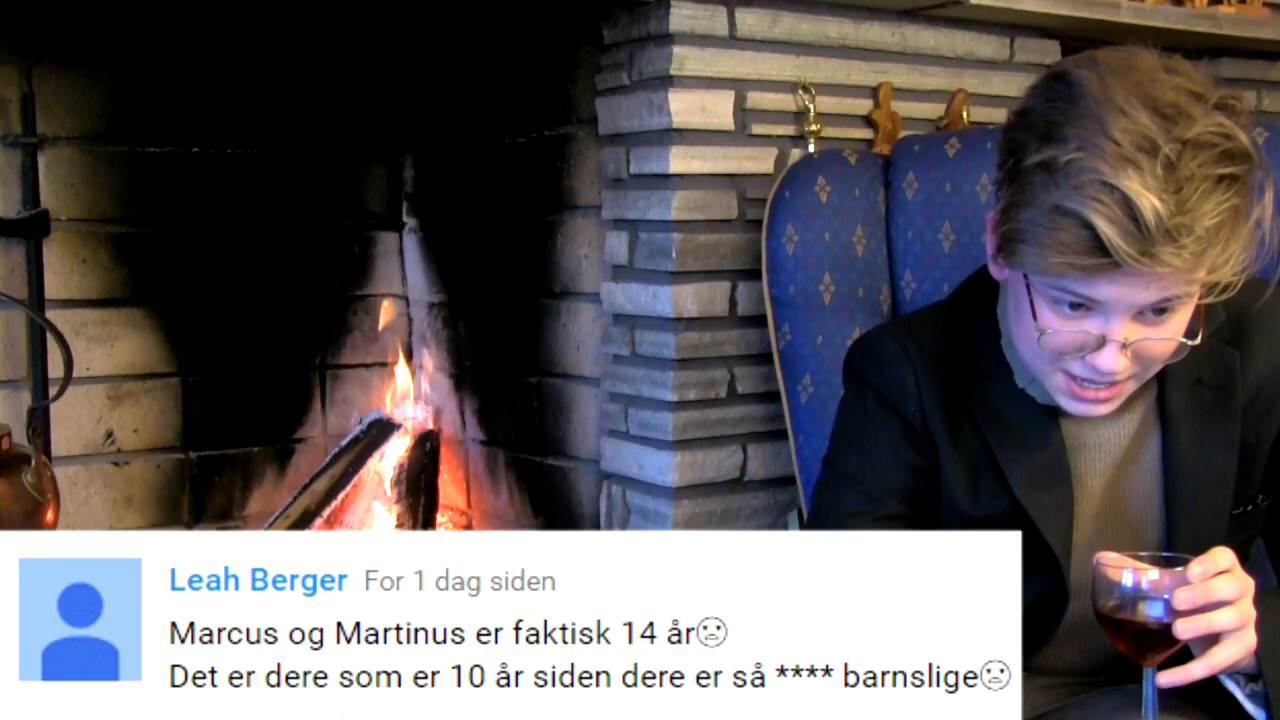 Leah Berger For 1 dag siden
Marcus og Martinus er faktisk 14 år☹
Det er dere som er 10 år siden dere er så **** barnslige☹